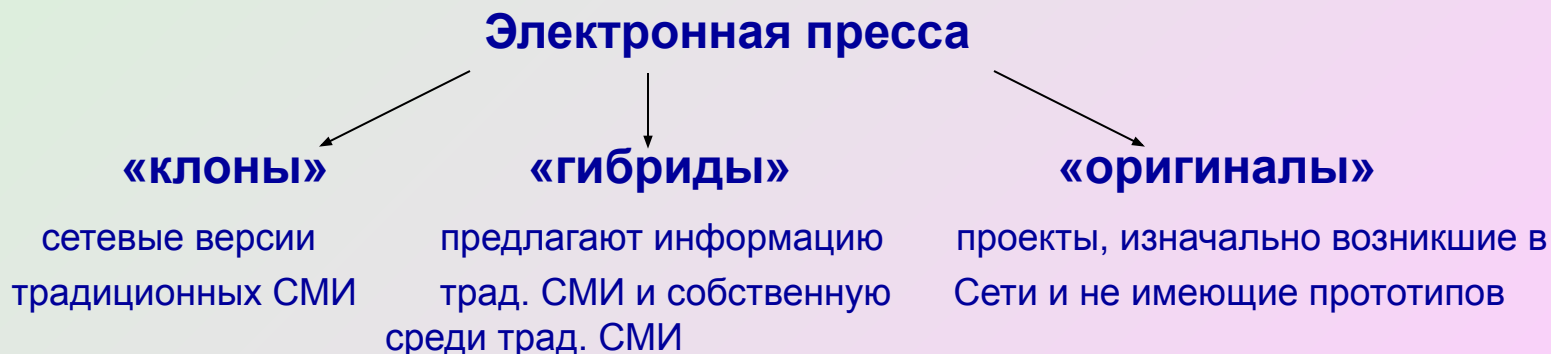 Электронная пресса
«клоны» «гибриды» «оригиналы»
сетевые версии предлагают информацию проекты, изначально возникшие в
традиционных СМИ трад. СМИ и собственную Сети и не имеющие прототипов
среди трад. СМИ